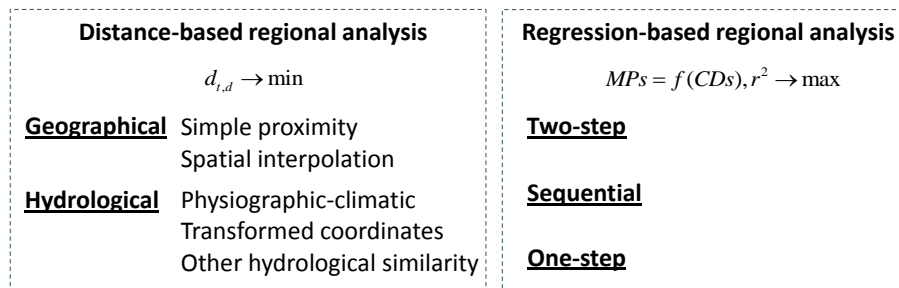 Distance-based regional analysis
d_{t,d} → min
Geographical Simple proximity
Spatial interpolation
Hydrological Physiographic-climatic
Transformed coordinates
Other hydrological similarity
Regression-based regional analysis
MPs = f(CDs), r² → max
Two-step
Sequential
One-step